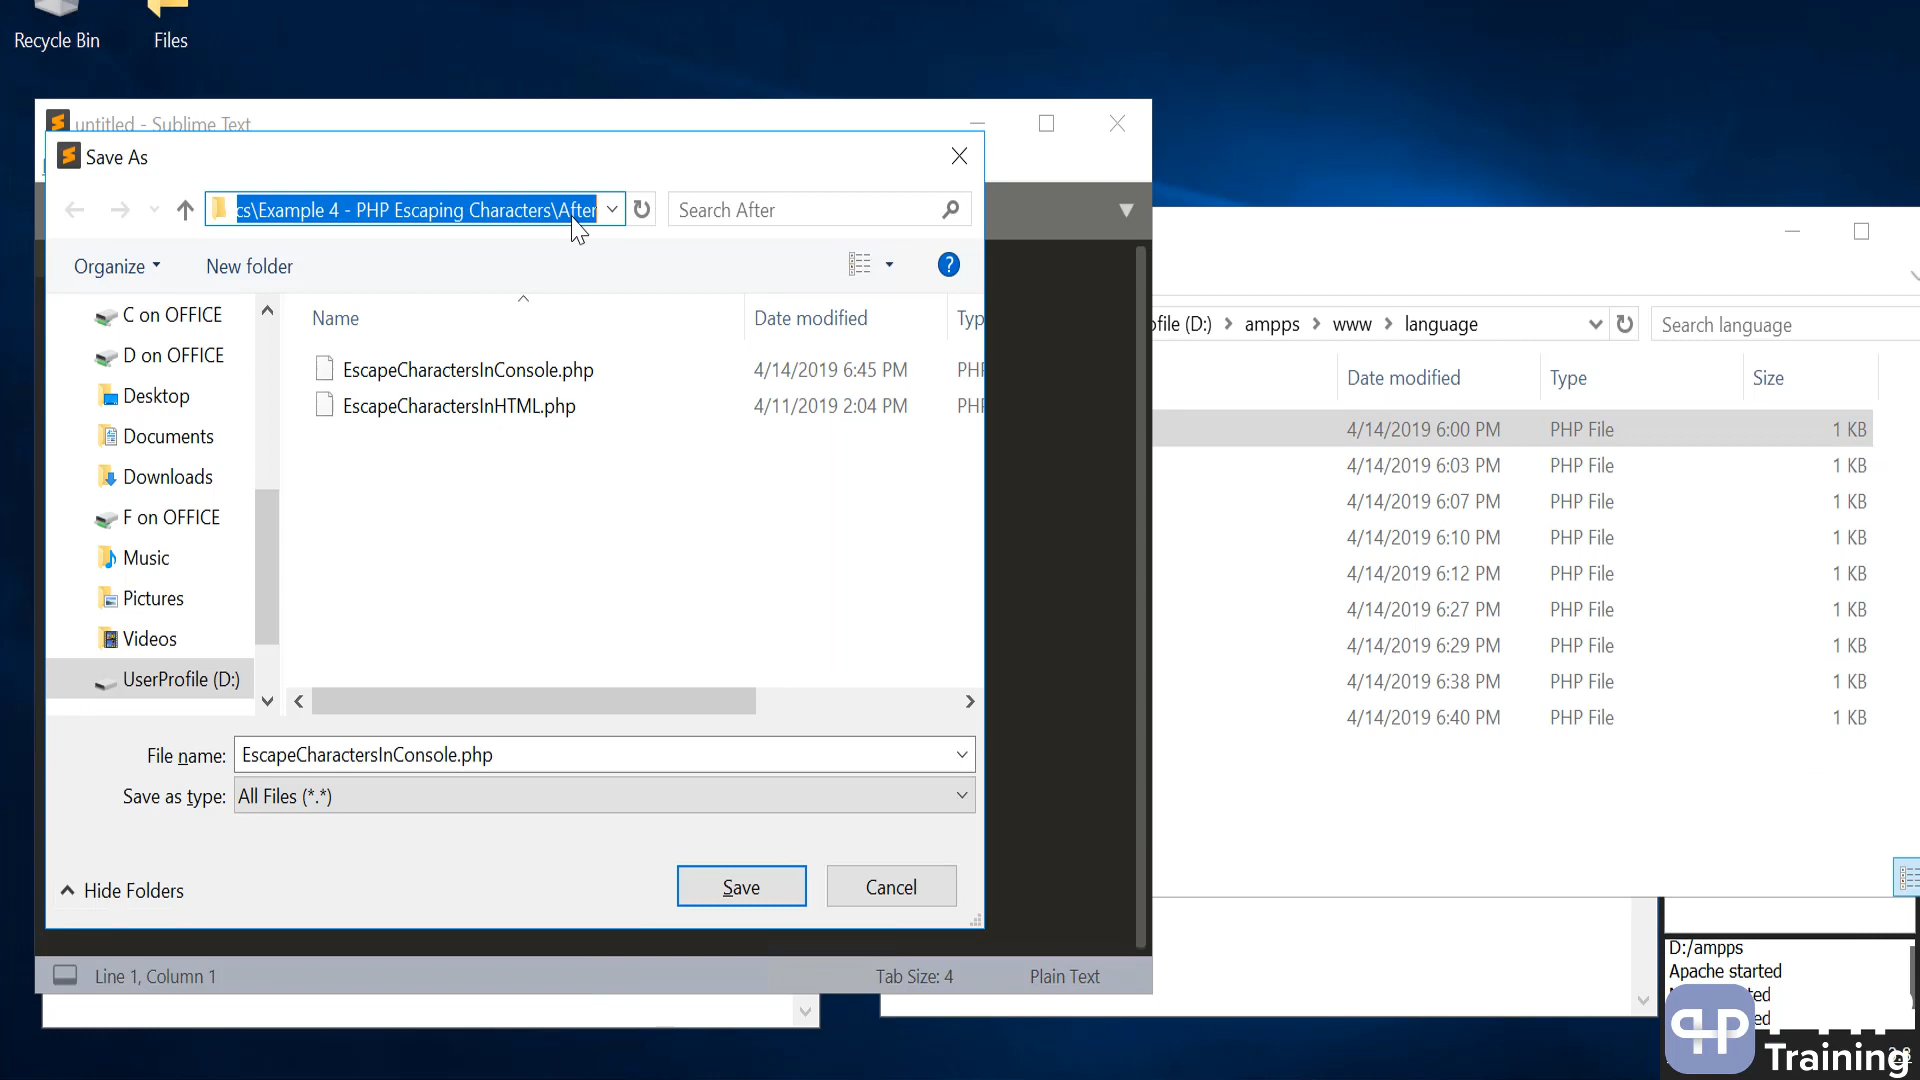 Recycle Bin
Files
untitled - Sublime Text
Save As
cs\Example 4 - PHP Escaping Characters\After
Search After
Organize
New folder
?
C on OFFICE
D on OFFICE
Desktop
Documents
Downloads
F on OFFICE
Music
Pictures
Videos
UserProfile (D:)
Name
Date modified
Typ
EscapeCharactersInConsole.php
4/14/2019 6:45 PM
PHP
EscapeCharactersInHTML.php
4/11/2019 2:04 PM
PHP
File name:
EscapeCharactersInConsole.php
Save as type:
All Files (*.*)
Hide Folders
Save
Cancel
Line 1, Column 1
Tab Size: 4
Plain Text
ofile (D:)
ampps
www
language
Search language
Date modified
Type
Size
4/14/2019 6:00 PM
PHP File
1 KB
4/14/2019 6:03 PM
PHP File
1 KB
4/14/2019 6:07 PM
PHP File
1 KB
4/14/2019 6:10 PM
PHP File
1 KB
4/14/2019 6:12 PM
PHP File
1 KB
4/14/2019 6:27 PM
PHP File
1 KB
4/14/2019 6:29 PM
PHP File
1 KB
4/14/2019 6:38 PM
PHP File
1 KB
4/14/2019 6:40 PM
PHP File
1 KB
D:/ampps
Apache started
ted
ed
Training